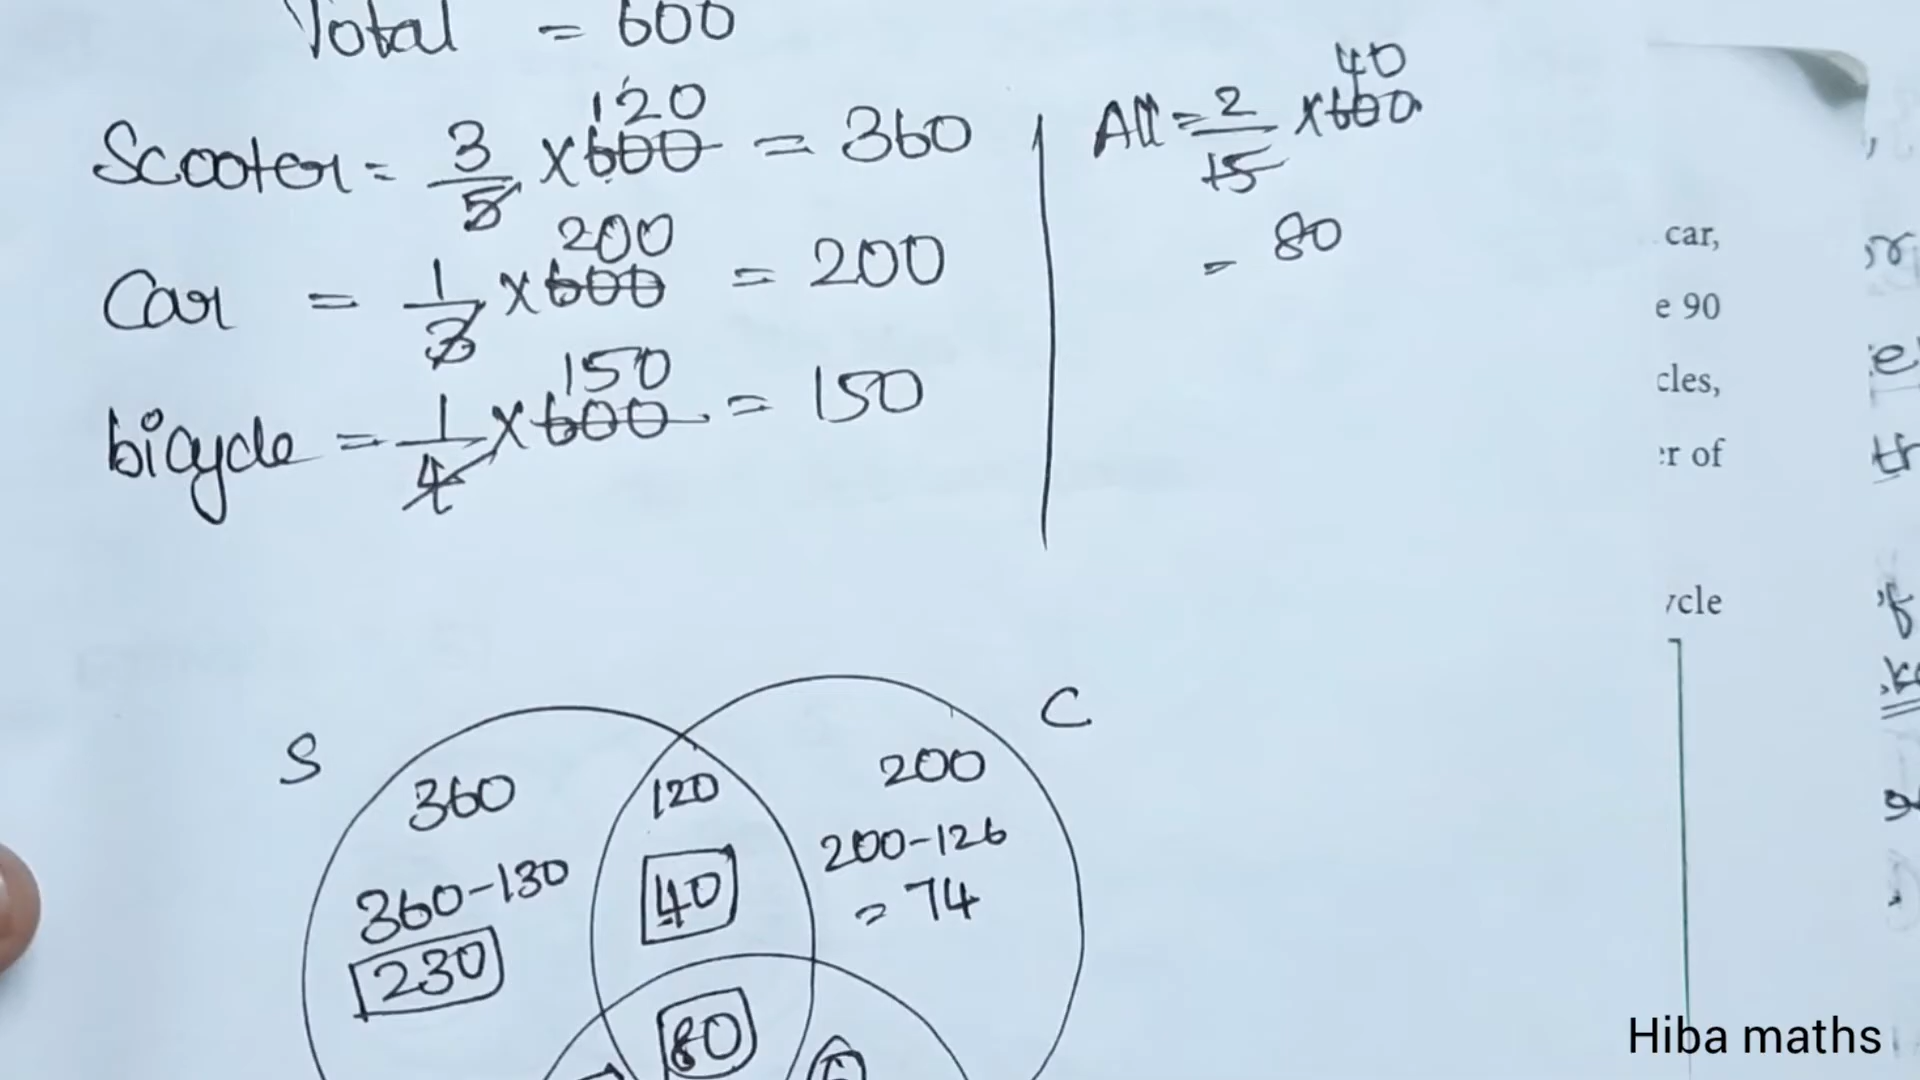 Total = 600
Scooter = 3/5 x 600 120 = 360
Car = 1/3 x 600 200 = 200
bicycle = 1/4 x 600 150 = 150
All = 2/15 x 600 40
= 80
car,
e 90
cles,
er of
ycle
S
C
360
120
200
360-130
40
200-126
230
= 74
80
6
Hiba maths